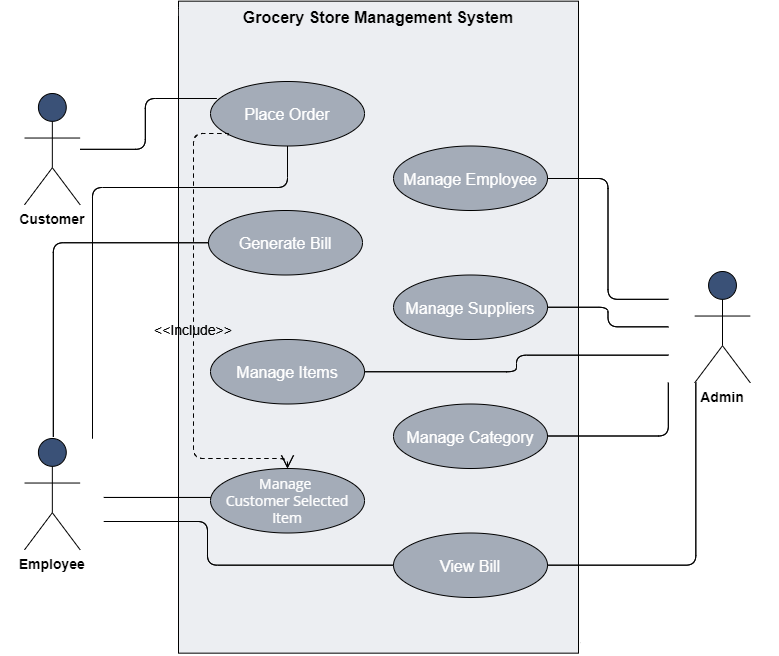 Grocery Store Management System
Place Order
Manage Employee
Customer
Generate Bill
Manage Suppliers
<<Include>>
Manage Items
Admin
Manage Category
Manage
Customer Selected
Item
Employee
View Bill